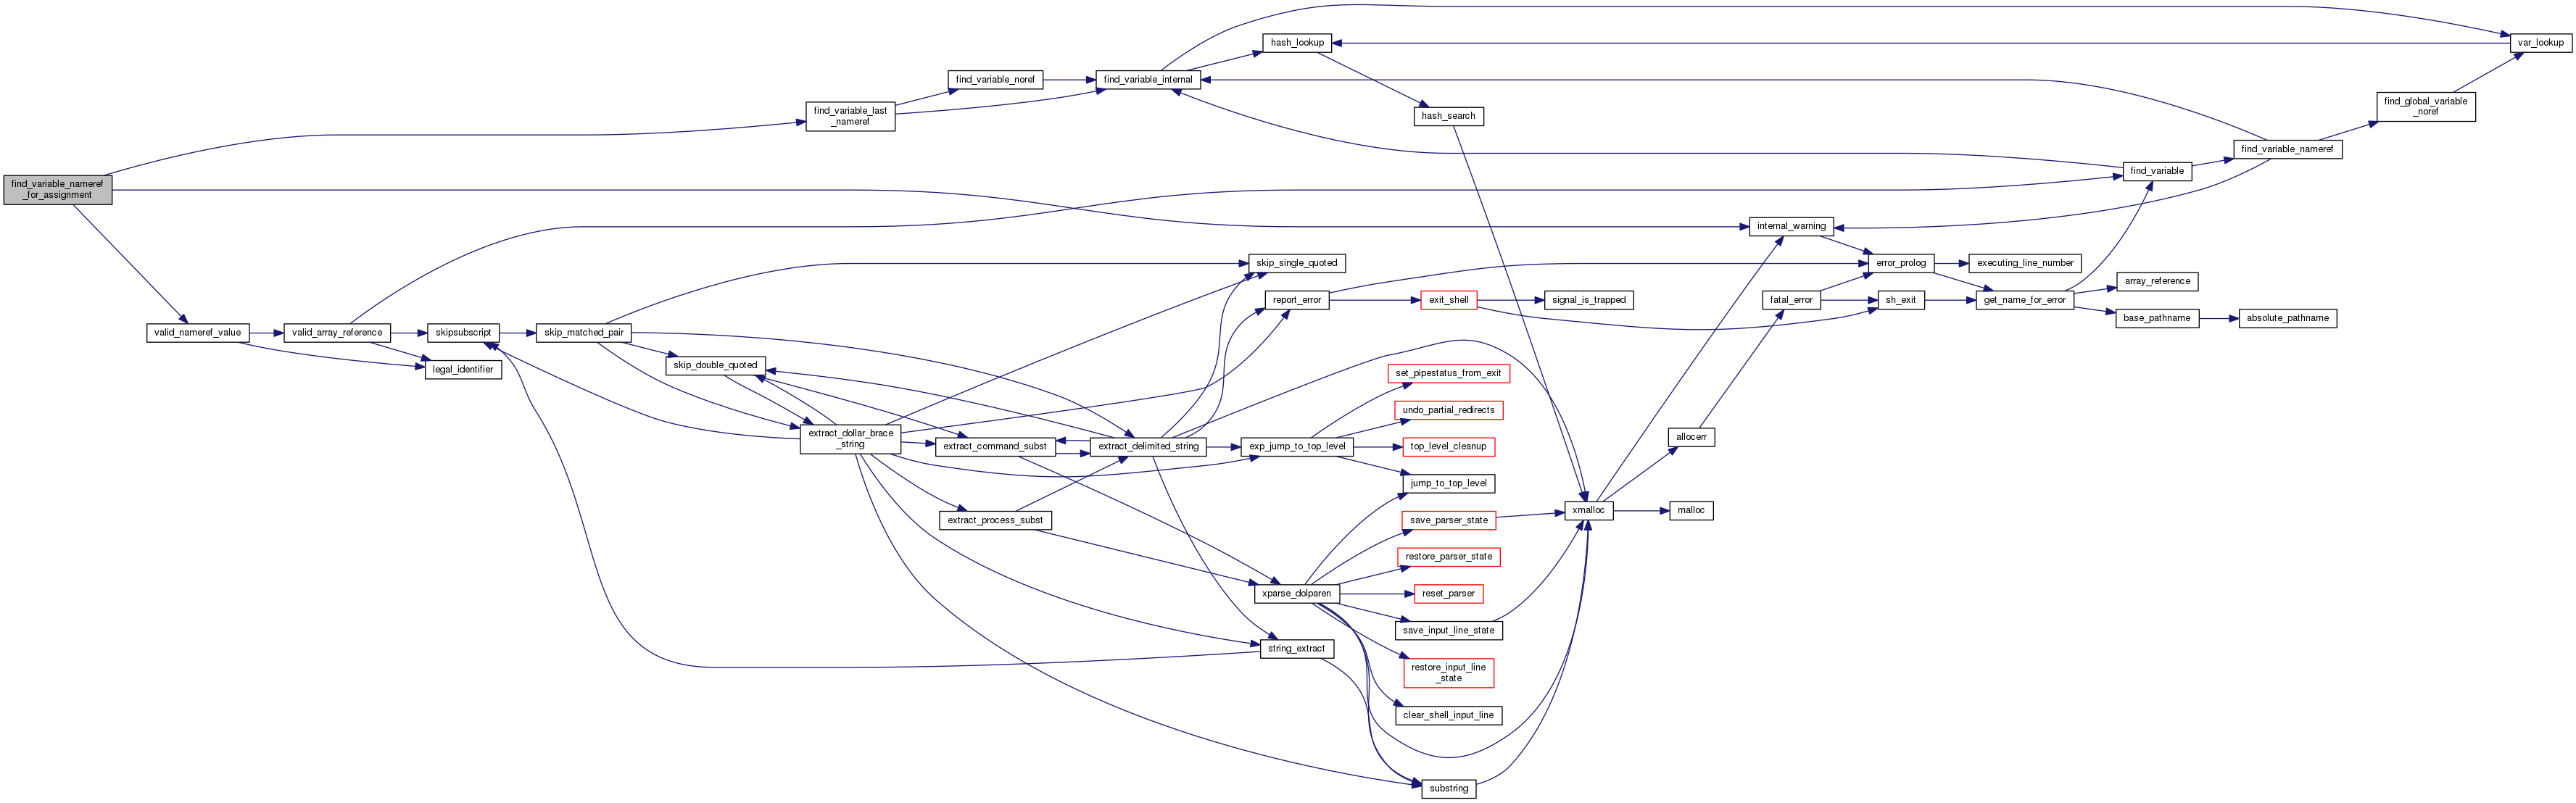 find_variable_nameref
_for_assignment
find_variable_last
_nameref
find_variable_noref
find_variable_internal
hash_lookup
hash_search
var_lookup
find_global_variable
_noref
find_variable_nameref
find_variable
internal_warning
error_prolog
executing_line_number
get_name_for_error
array_reference
base_pathname
absolute_pathname
fatal_error
sh_exit
valid_nameref_value
valid_array_reference
legal_identifier
skipsubscript
skip_matched_pair
skip_single_quoted
skip_double_quoted
report_error
exit_shell
signal_is_trapped
extract_dollar_brace
_string
extract_command_subst
extract_delimited_string
extract_process_subst
exp_jump_to_top_level
set_pipestatus_from_exit
undo_partial_redirects
top_level_cleanup
jump_to_top_level
allocerr
xmalloc
malloc
save_parser_state
restore_parser_state
xparse_dolparen
reset_parser
save_input_line_state
string_extract
restore_input_line
_state
clear_shell_input_line
substring